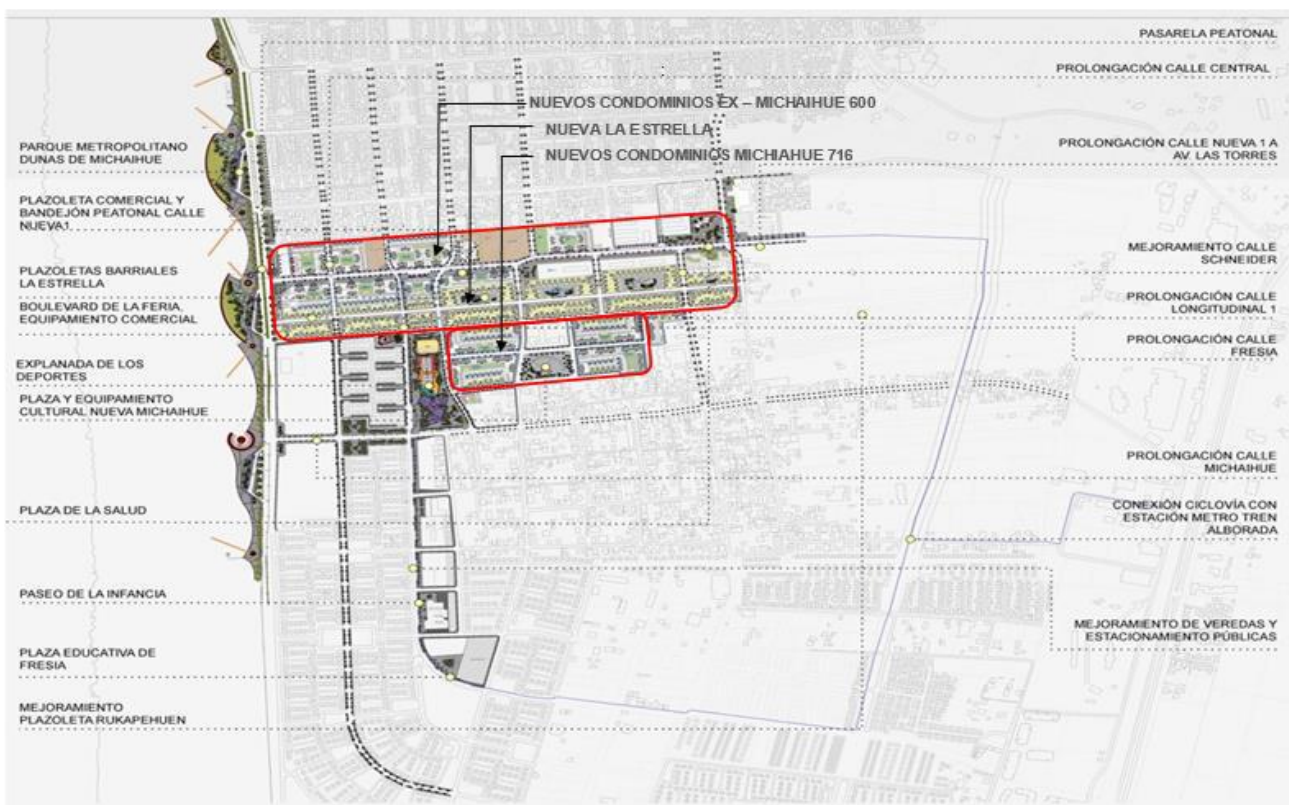 PASARELA PEATONAL
PROLONGACIÓN CALLE CENTRAL
NUEVOS CONDOMINIOS EX – MICHAIHUE 600
NUEVA LA ESTRELLA
NUEVOS CONDOMINIOS MICHIAHUE 716
PARQUE METROPOLITANO
DUNAS DE MICHAIHUE
PLAZOLETA COMERCIAL Y
BANDEJÓN PEATONAL CALLE
NUEVA1
PLAZOLETAS BARRIALES
LA ESTRELLA
BOULEVARD DE LA FERIA,
EQUIPAMIENTO COMERCIAL
EXPLANADA DE LOS
DEPORTES
PLAZA Y EQUIPAMIENTO
CULTURAL NUEVA MICHAIHUE
PLAZA DE LA SALUD
PASEO DE LA INFANCIA
PLAZA EDUCATIVA DE
FRESIA
MEJORAMIENTO
PLAZOLETA RUKAPEHUEN
PROLONGACIÓN CALLE NUEVA 1 A
AV. LAS TORRES
MEJORAMIENTO CALLE
SCHNEIDER
PROLONGACIÓN CALLE
LONGITUDINAL 1
PROLONGACIÓN CALLE
FRESIA
PROLONGACIÓN CALLE
MICHAIHUE
CONEXIÓN CICLOVÍA CON
ESTACIÓN METRO TREN
ALBORADA
MEJORAMIENTO DE VEREDAS Y
ESTACIONAMIENTO PÚBLICAS